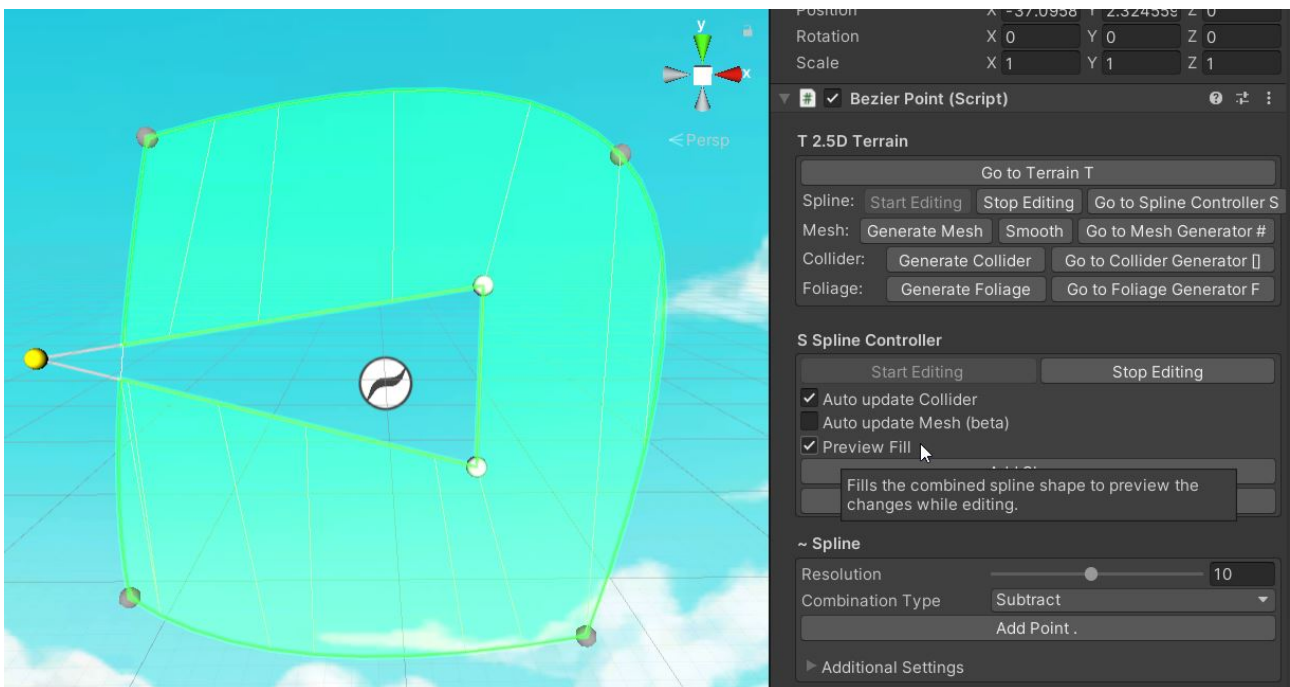 y
x
Persp
Position X -37.0958 Y 2.324559 Z 0
Rotation X 0 Y 0 Z 0
Scale X 1 Y 1 Z 1
# Bezier Point (Script)
T 2.5D Terrain
Go to Terrain T
Spline: Start Editing Stop Editing Go to Spline Controller S
Mesh: Generate Mesh Smooth Go to Mesh Generator #
Collider: Generate Collider Go to Collider Generator []
Foliage: Generate Foliage Go to Foliage Generator F
S Spline Controller
Start Editing Stop Editing
Auto update Collider
Auto update Mesh (beta)
Preview Fill
Fills the combined spline shape to preview the
changes while editing.
~ Spline
Resolution 10
Combination Type Subtract
Add Point .
Additional Settings